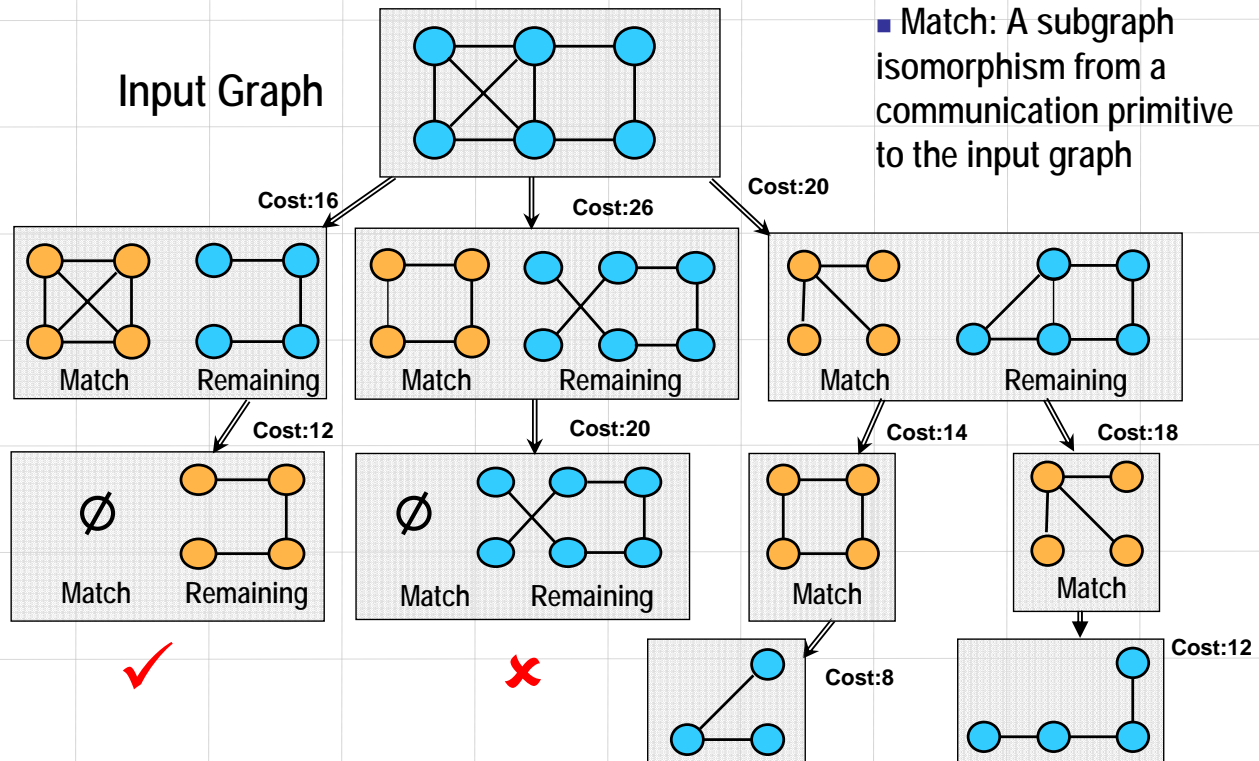 Input Graph
■ Match: A subgraph
isomorphism from a
communication primitive
to the input graph
Cost:16
Cost:26
Cost:20
Match Remaining
Match Remaining
Match Remaining
Cost:12
Cost:20
Cost:14
Cost:18
∅
Match Remaining
∅
Match Remaining
Match
Match
Cost:8
Cost:12